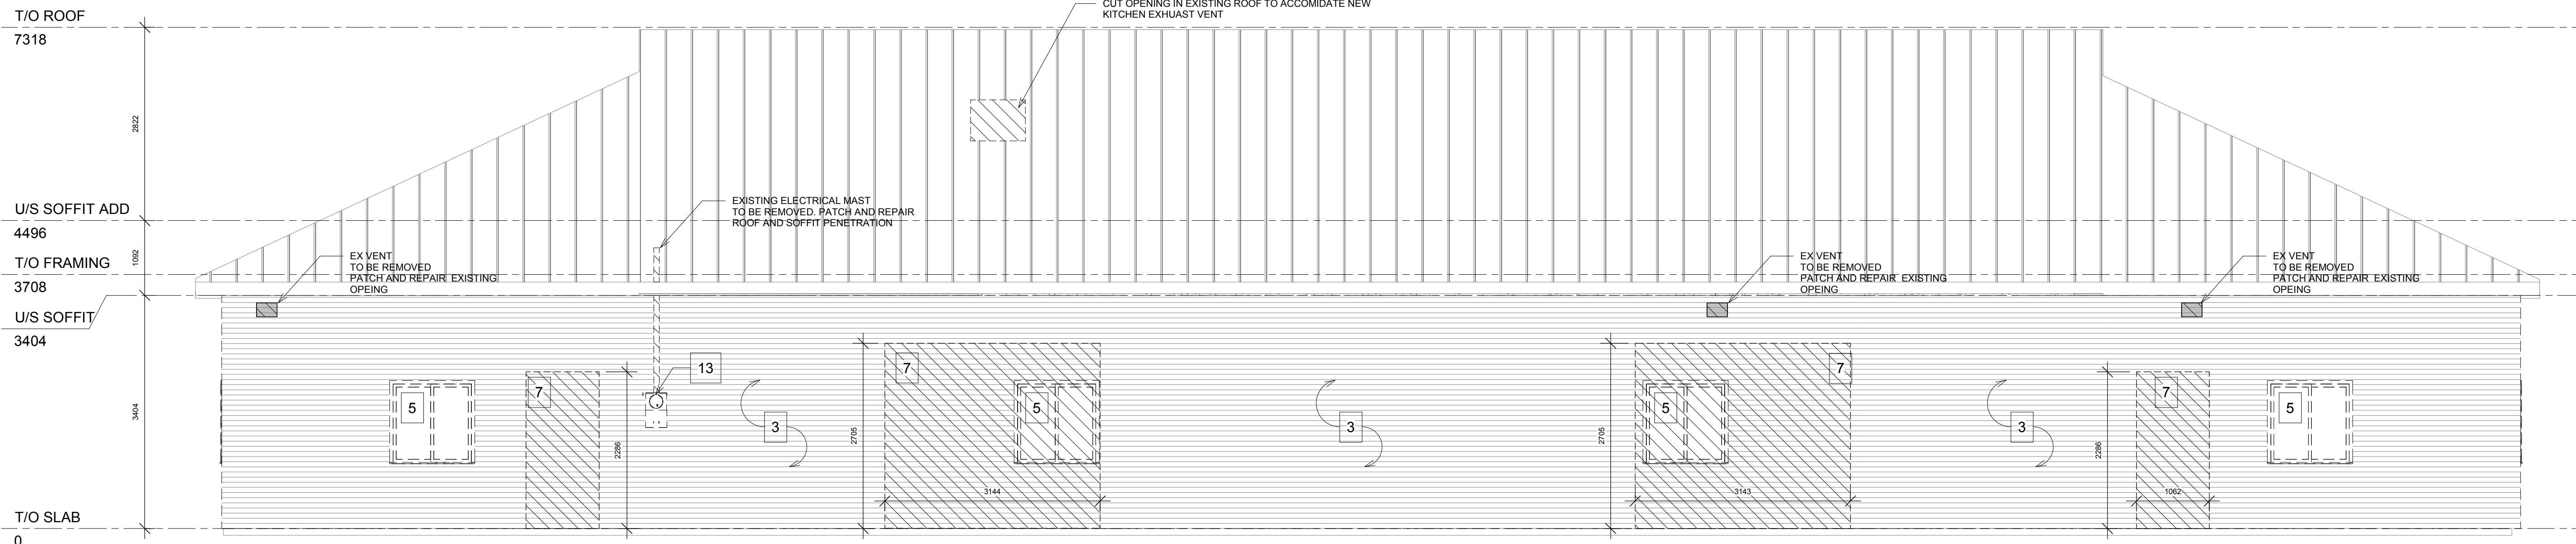 CUT OPENING IN EXISTING ROOF TO ACCOMIDATE NEW
KITCHEN EXHUAST VENT
T/O ROOF
7318
2822
U/S SOFFIT ADD
4496
1092
T/O FRAMING
3708
U/S SOFFIT
3404
3404
T/O SLAB
0
EXISTING ELECTRICAL MAST
TO BE REMOVED. PATCH AND REPAIR
ROOF AND SOFFIT PENETRATION
EX VENT
TO BE REMOVED
PATCH AND REPAIR EXISTING
OPEING
EX VENT
TO BE REMOVED
PATCH AND REPAIR EXISTING
OPEING
EX VENT
TO BE REMOVED
PATCH AND REPAIR EXISTING
OPEING
5
7
2286
13
3
2705
7
5
3144
3
2705
5
7
3143
3
2286
7
1062
5